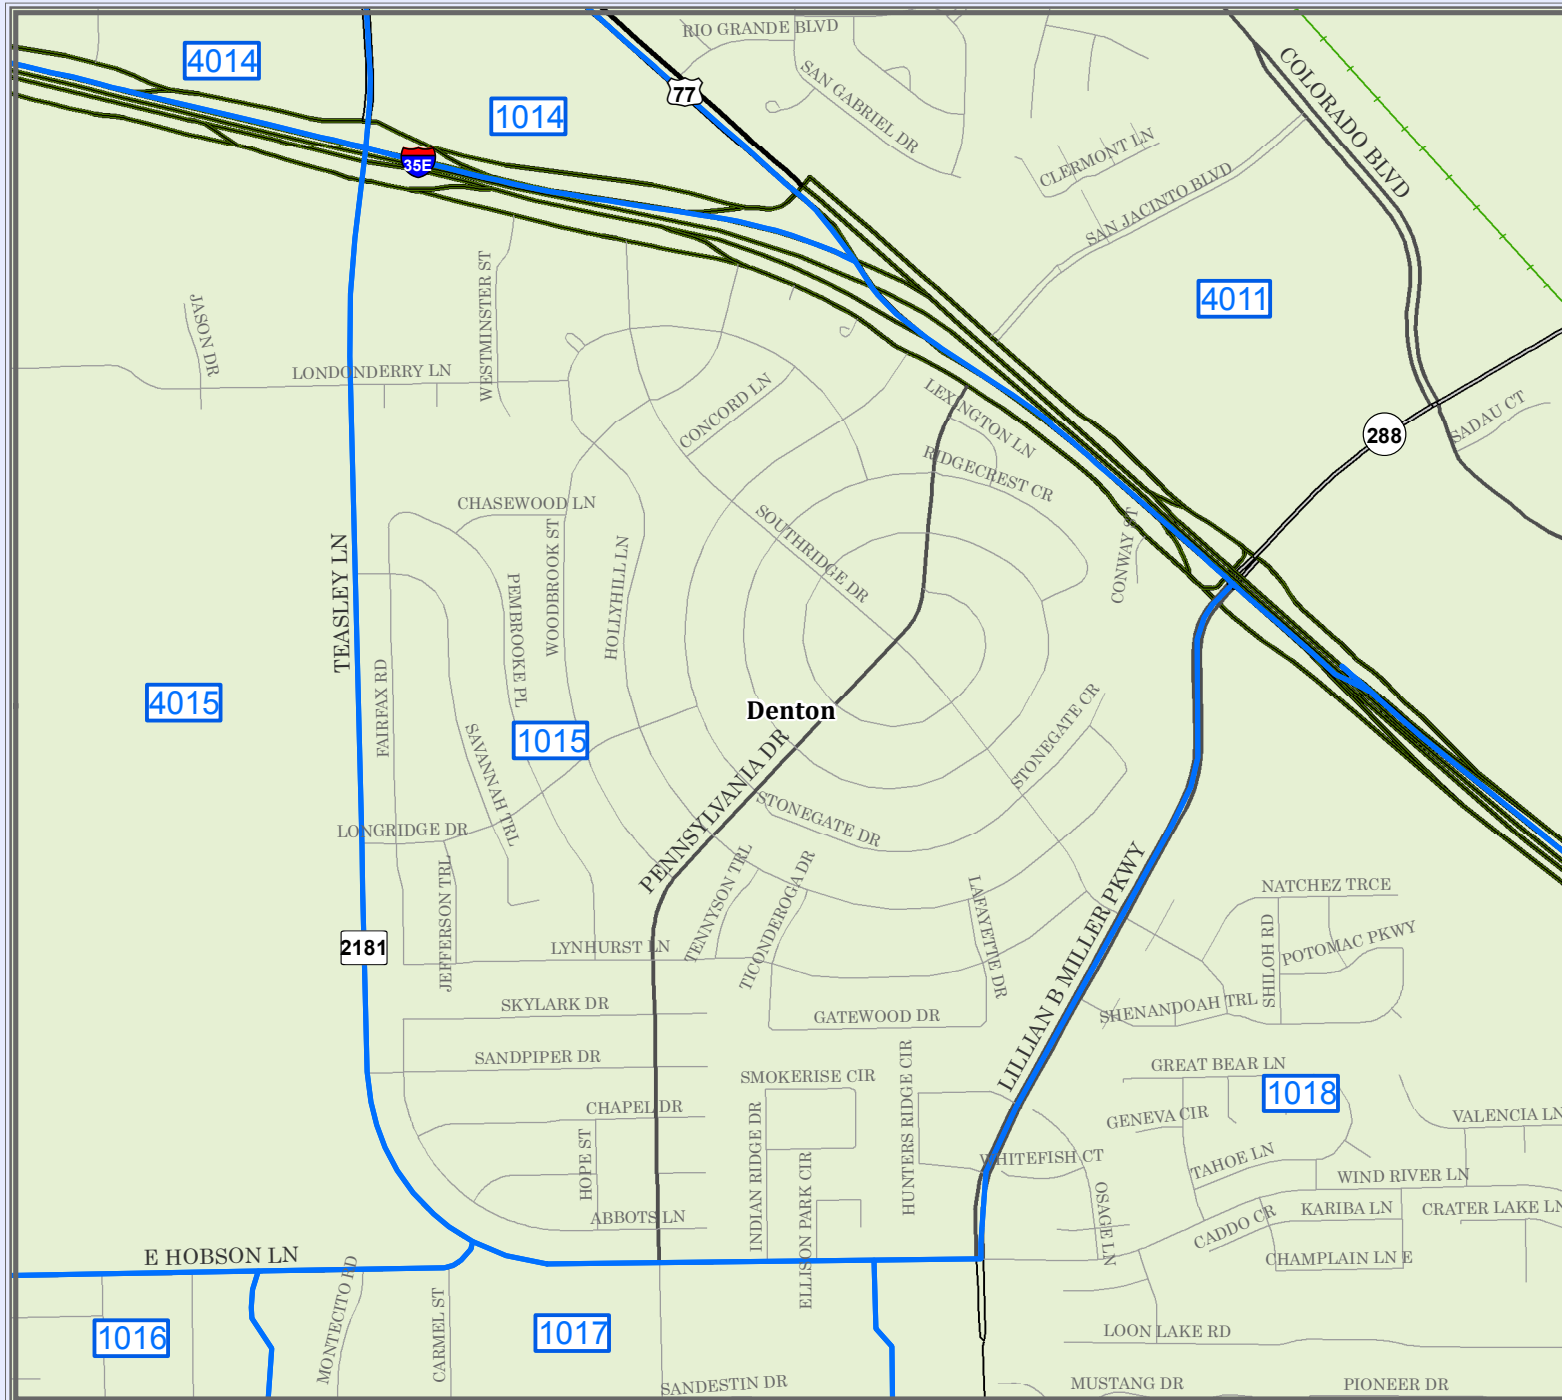 RIO GRANDE BLVD
4014
77
1014
SAN GABRIEL DR
COLORADO BLVD
35E
CLERMONT LN
SAN JACINTO BLVD
4011
WESTMINSTER ST
JASON DR
LONDONDERRY LN
CONCORD LN
LEXINGTON LN
SADAU CT
288
RIDGECREST CR
CHASEWOOD LN
SOUTHRIDGE DR
CONWAY ST
TEASLEY LN
PEMBROOKE PL
WOODBROOK ST
HOLLYHILL LN
4015
FAIRFAX RD
Denton
1015
SAVANNAH TRL
STONEGATE CR
PENNSYLVANIA DR
STONEGATE DR
LONGRIDGE DR
JEFFERSON TRL
TENNYSON TRL
TICONDEROGA DR
LAFAYETTE DR
LILLIAN B MILLER PKWY
NATCHEZ TRCE
SHILOH RD
POTOMAC PKWY
2181
LYNHURST LN
SKYLARK DR
GATEWOOD DR
SHENANDOAH TRL
SANDPIPER DR
SMOKERISE CIR
HUNTERS RIDGE CIR
GREAT BEAR LN
1018
CHAPEL DR
GENEVA CIR
VALENCIA LN
HOPE ST
INDIAN RIDGE DR
ELLISON PARK CIR
WHITEFISH CT
TAHOE LN
WIND RIVER LN
OSAGE LN
CADDO CR
KARIBA LN
CRATER LAKE LN
ABBOTS LN
E HOBSON LN
CHAMPLAIN LN E
MONTECITO RD
CARMEL ST
1016
1017
LOON LAKE RD
SANDESTIN DR
MUSTANG DR
PIONEER DR